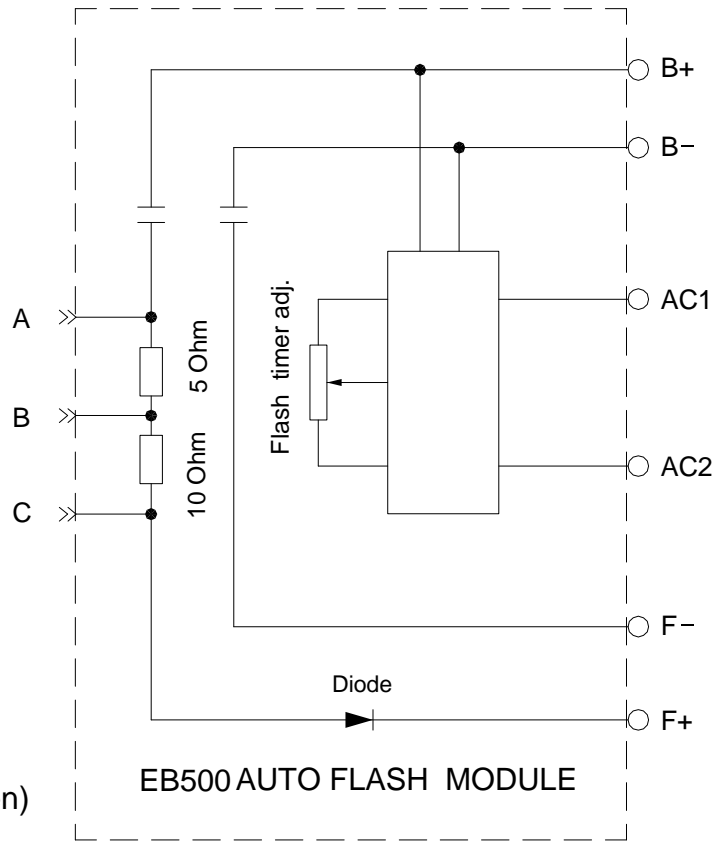 B+
B−
A
5 Ohm
Flash timer adj.
AC1
B
10 Ohm
AC2
C
F−
Diode
F+
EB500 AUTO FLASH MODULE
n)